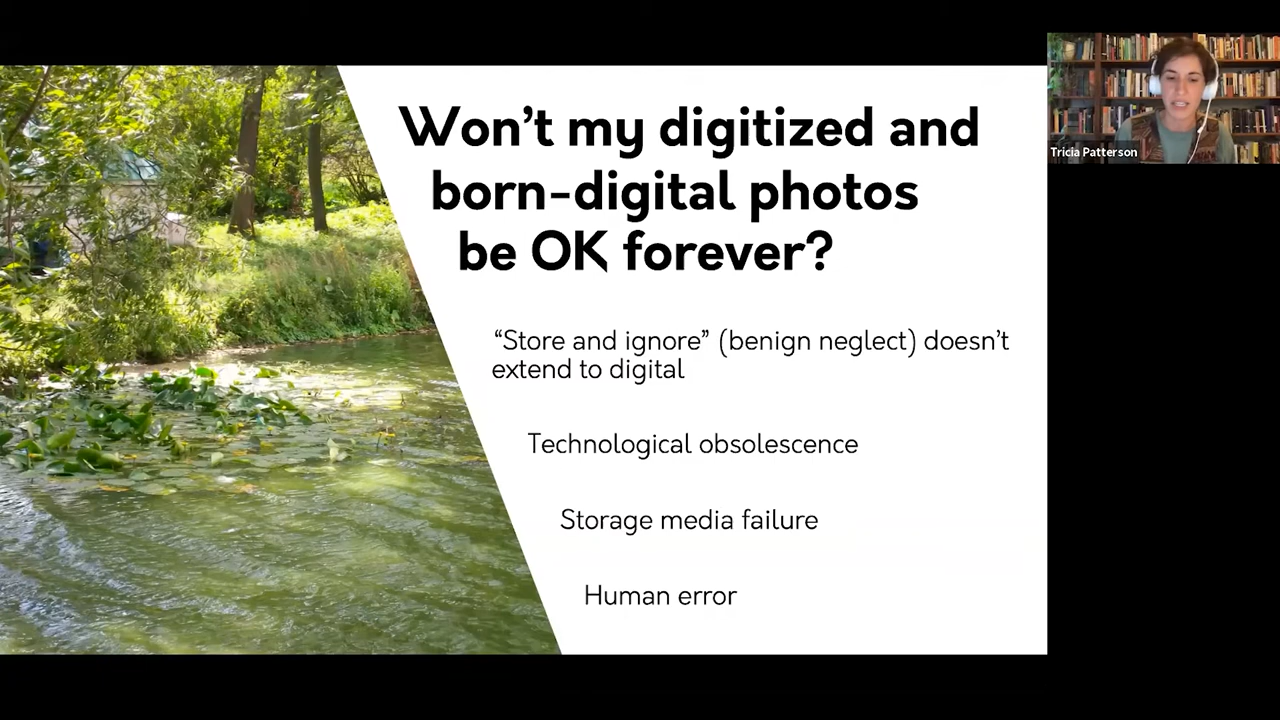 Won't my digitized and
born-digital photos
be OK forever?
“Store and ignore” (benign neglect) doesn't
extend to digital
Technological obsolescence
Storage media failure
Human error
Tricia Patterson